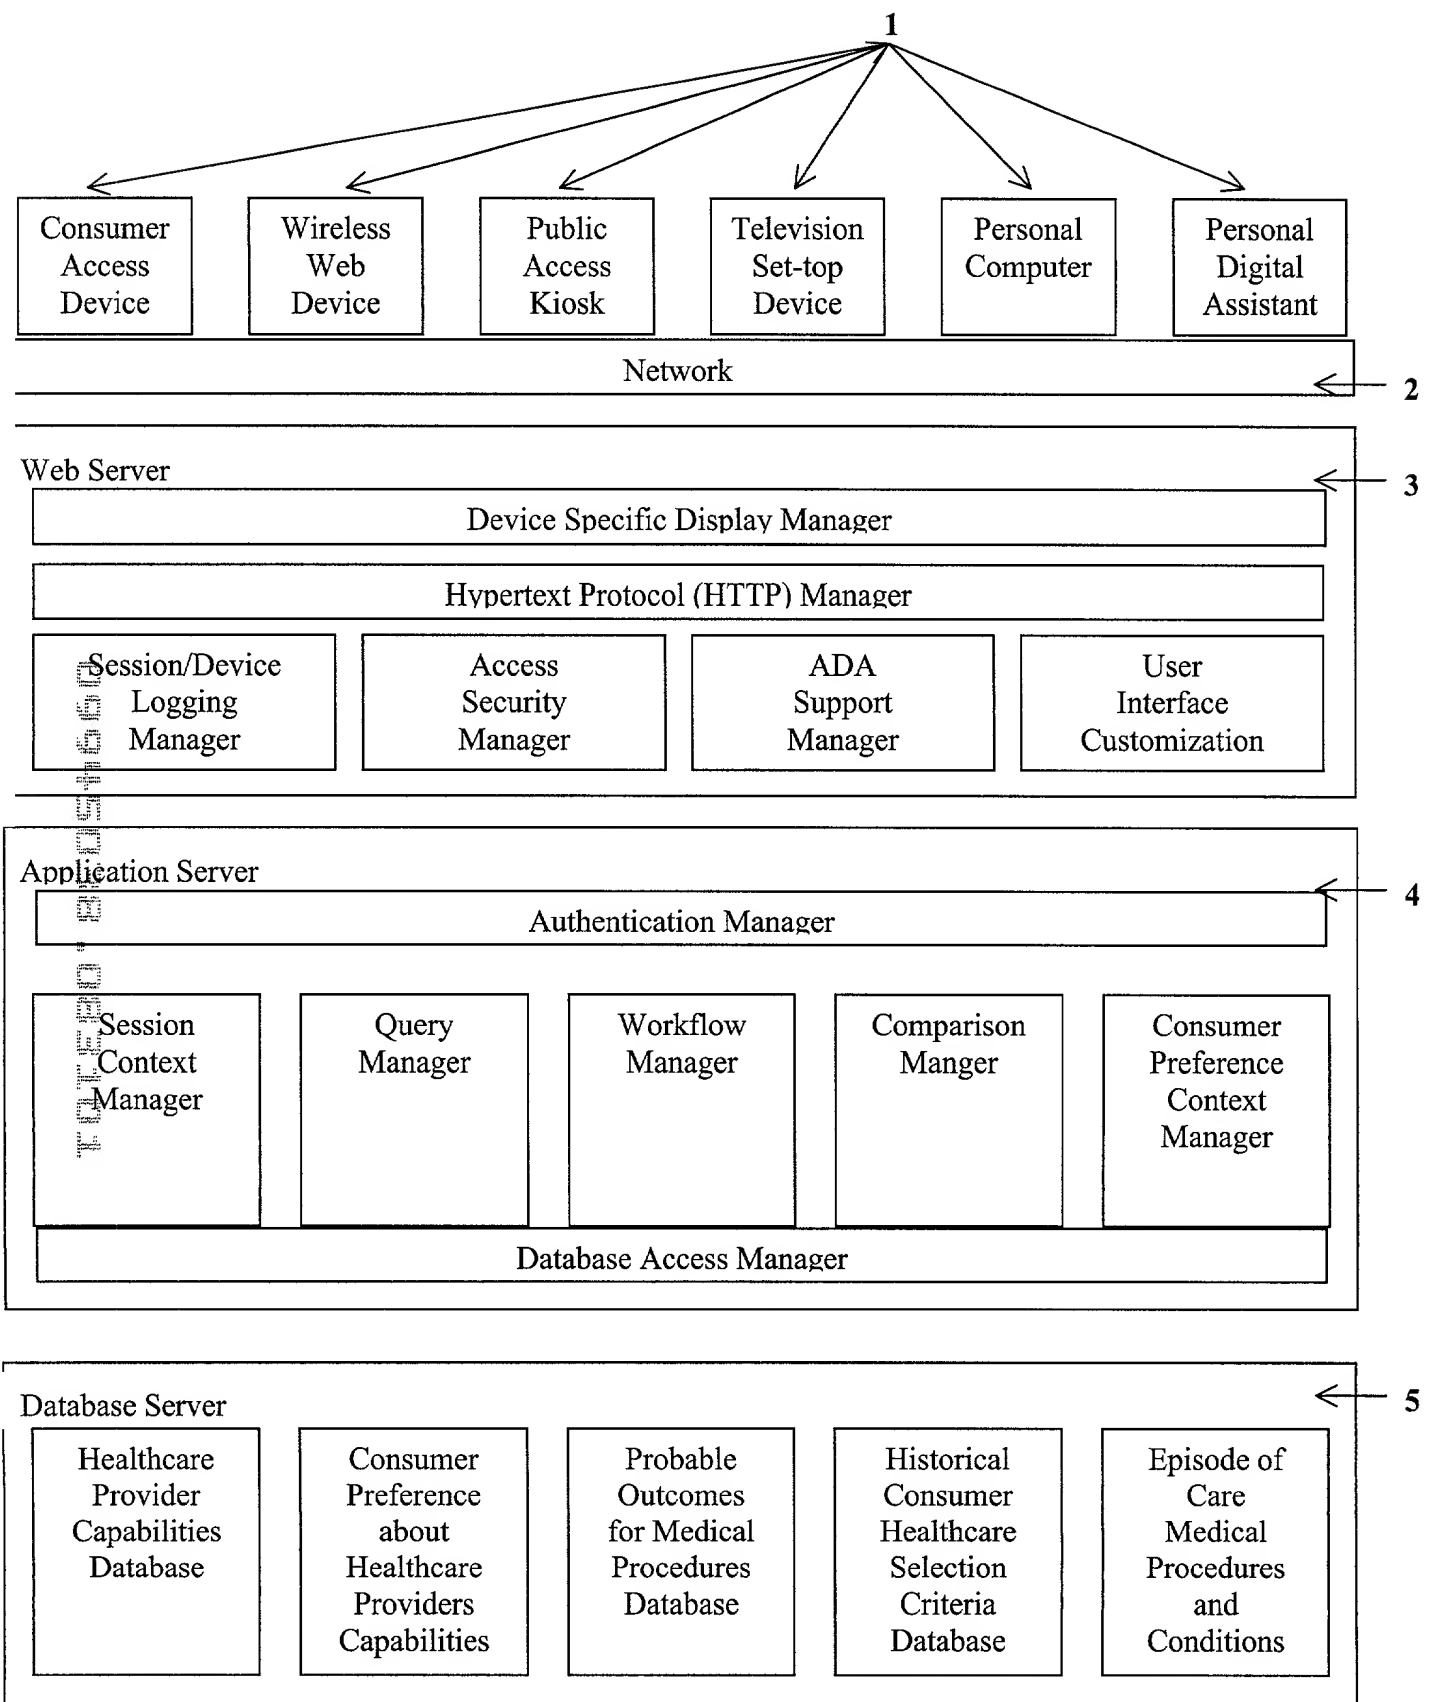 1
Consumer
Access
Device
Wireless
Web
Device
Public
Access
Kiosk
Television
Set-top
Device
Personal
Computer
Personal
Digital
Assistant
Network
2
Web Server
3
Device Specific Display Manager
Hypertext Protocol (HTTP) Manager
Session/Device
Logging
Manager
Access
Security
Manager
ADA
Support
Manager
User
Interface
Customization
Application Server
4
Authentication Manager
Session
Context
Manager
Query
Manager
Workflow
Manager
Comparison
Manger
Consumer
Preference
Context
Manager
Database Access Manager
Database Server
5
Healthcare
Provider
Capabilities
Database
Consumer
Preference
about
Healthcare
Providers
Capabilities
Probable
Outcomes
for Medical
Procedures
Database
Historical
Consumer
Healthcare
Selection
Criteria
Database
Episode of
Care
Medical
Procedures
and
Conditions